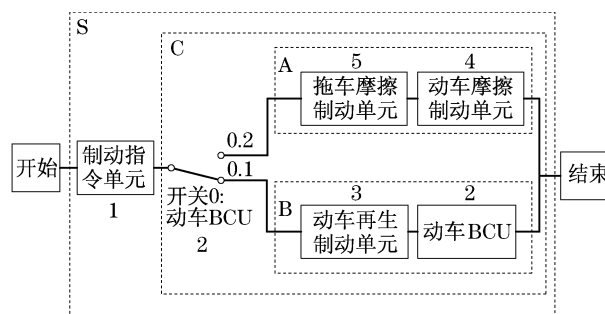 S
C
A
5
4
拖车摩擦
制动单元
动车摩擦
制动单元
0.2
开始
制动指
令单元
1
0.1
开关0:
动车BCU
2
B
3
2
动车再生
制动单元
动车BCU
结束